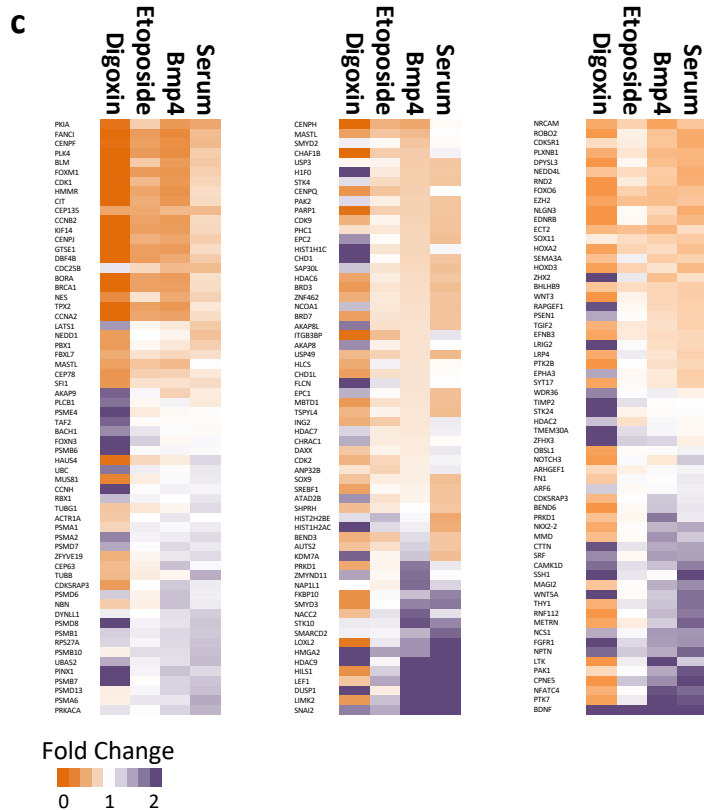 c
Digoxin
Etoposide
Bmp4
Serum
PKIA
FANCI
CENPF
PLK4
BLM
FOXM1
CDK1
HMMR
CIT
CEP135
CCNB2
KIF14
CENPJ
GTSE1
DBF4B
CDC25B
BORA
BRCA1
NES
TPX2
CCNA2
LATS1
NEDD1
PBX1
FBXL7
MASTL
CEP78
SFI1
AKAP9
PLCB1
PSME4
TAF2
BACH1
FOXN3
PSMB6
HAUS4
UBC
MUS81
CCNH
RBX1
TUBG1
ACTR1A
PSMA1
PSMA2
PSMD7
ZFYVE19
CEP63
TUBB
CDK5RAP3
PSMD6
NBN
DYNLL1
PSMD8
PSMB1
RPS27A
PSMB10
UBA52
PINX1
PSMB7
PSMD13
PSMA6
PRKACA
Digoxin
Etoposide
Bmp4
Serum
CENPH
MASTL
SMYD2
CHAF1B
USP3
H1F0
STK4
CENPQ
PAK2
PARP1
CDK9
PHC1
EPC2
HIST1H1C
CHD1
SAP30L
HDAC6
BRD3
ZNF462
NCOA1
BRD7
AKAP8L
ITGB3BP
AKAP8
USP49
HLCS
CHD1L
FLCN
EPC1
MBTD1
TSPYL4
ING2
HDAC7
CHRAC1
DAXX
CDK2
ANP32B
SOX9
SREBF1
ATAD2B
SHPRH
HIST2H2BE
HIST1H2AC
BEND3
AUTS2
KDM7A
PRKD1
ZMYND11
NAP1L1
FKBP10
SMYD3
NACC2
STK10
SMARCD2
LOXL2
HMGA2
HDAC9
HILS1
LEF1
DUSP1
LIMK2
SNAI2
Digoxin
Etoposide
Bmp4
Serum
NRCAM
ROBO2
CDK5R1
PLXNB1
DPYSL3
NEDD4L
RND2
FOXO6
EZH2
NLGN3
EDNRB
ECT2
SOX11
HOXA2
SEMA3A
HOXD3
ZHX2
BHLHB9
WNT3
RAPGEF1
PSEN1
TGIF2
EFNB3
LRIG2
LRP4
PTK2B
EPHA3
SYT17
WDR36
TIMP2
STK24
HDAC2
TMEM30A
ZFHX3
OBSL1
NOTCH3
ARHGEF1
FN1
ARF6
CDK5RAP3
BEND6
PRKD1
NKX2-2
MMD
CTTN
SRF
CAMK1D
SSH1
MAGI2
WNT5A
THY1
RNF112
METRN
NCS1
FGFR1
NPTN
LTK
PAK1
CPNE5
NFATC4
PTK7
BDNF
Fold Change
0 1 2